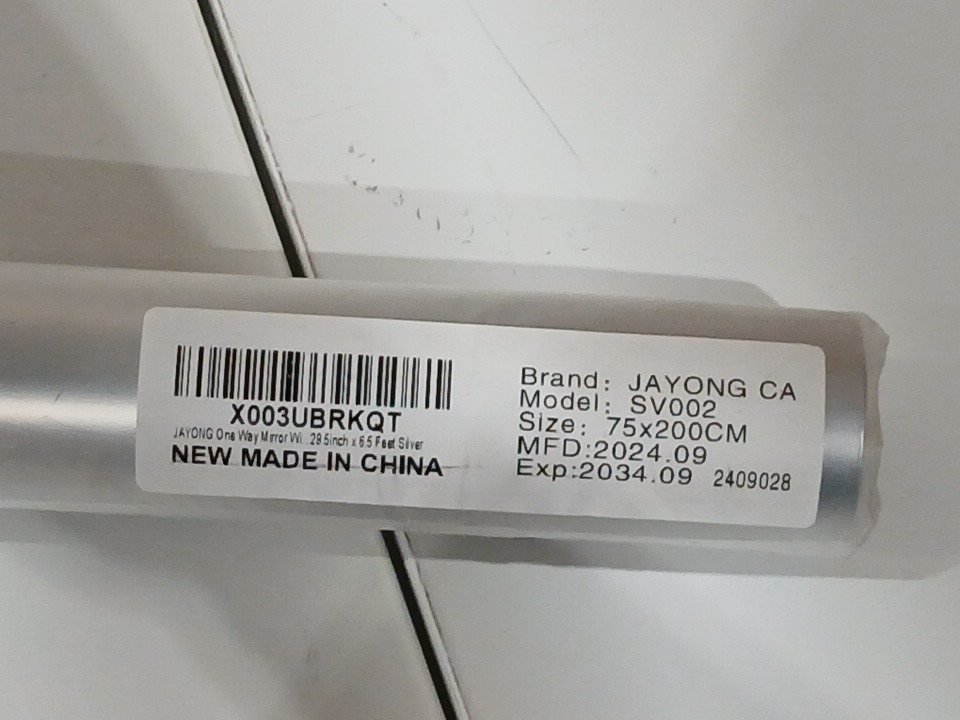 X003UBRKQT
JAYONG One Way Mirror Wi...29.5inch x 6.5 Feet Silver
NEW MADE IN CHINA
Brand: JAYONG CA
Model: SV002
Size: 75x200CM
MFD:2024.09
Exp:2034.09 2409028